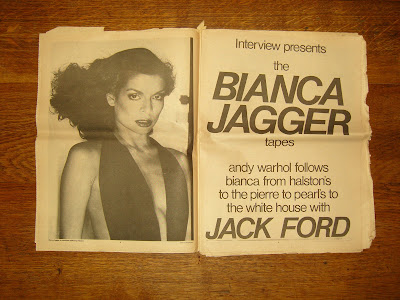 Interview presents
the
BIANCA
JAGGER
tapes
andy warhol follows
bianca from halston's
to the pierre to pearl's to
the white house with
JACK FORD